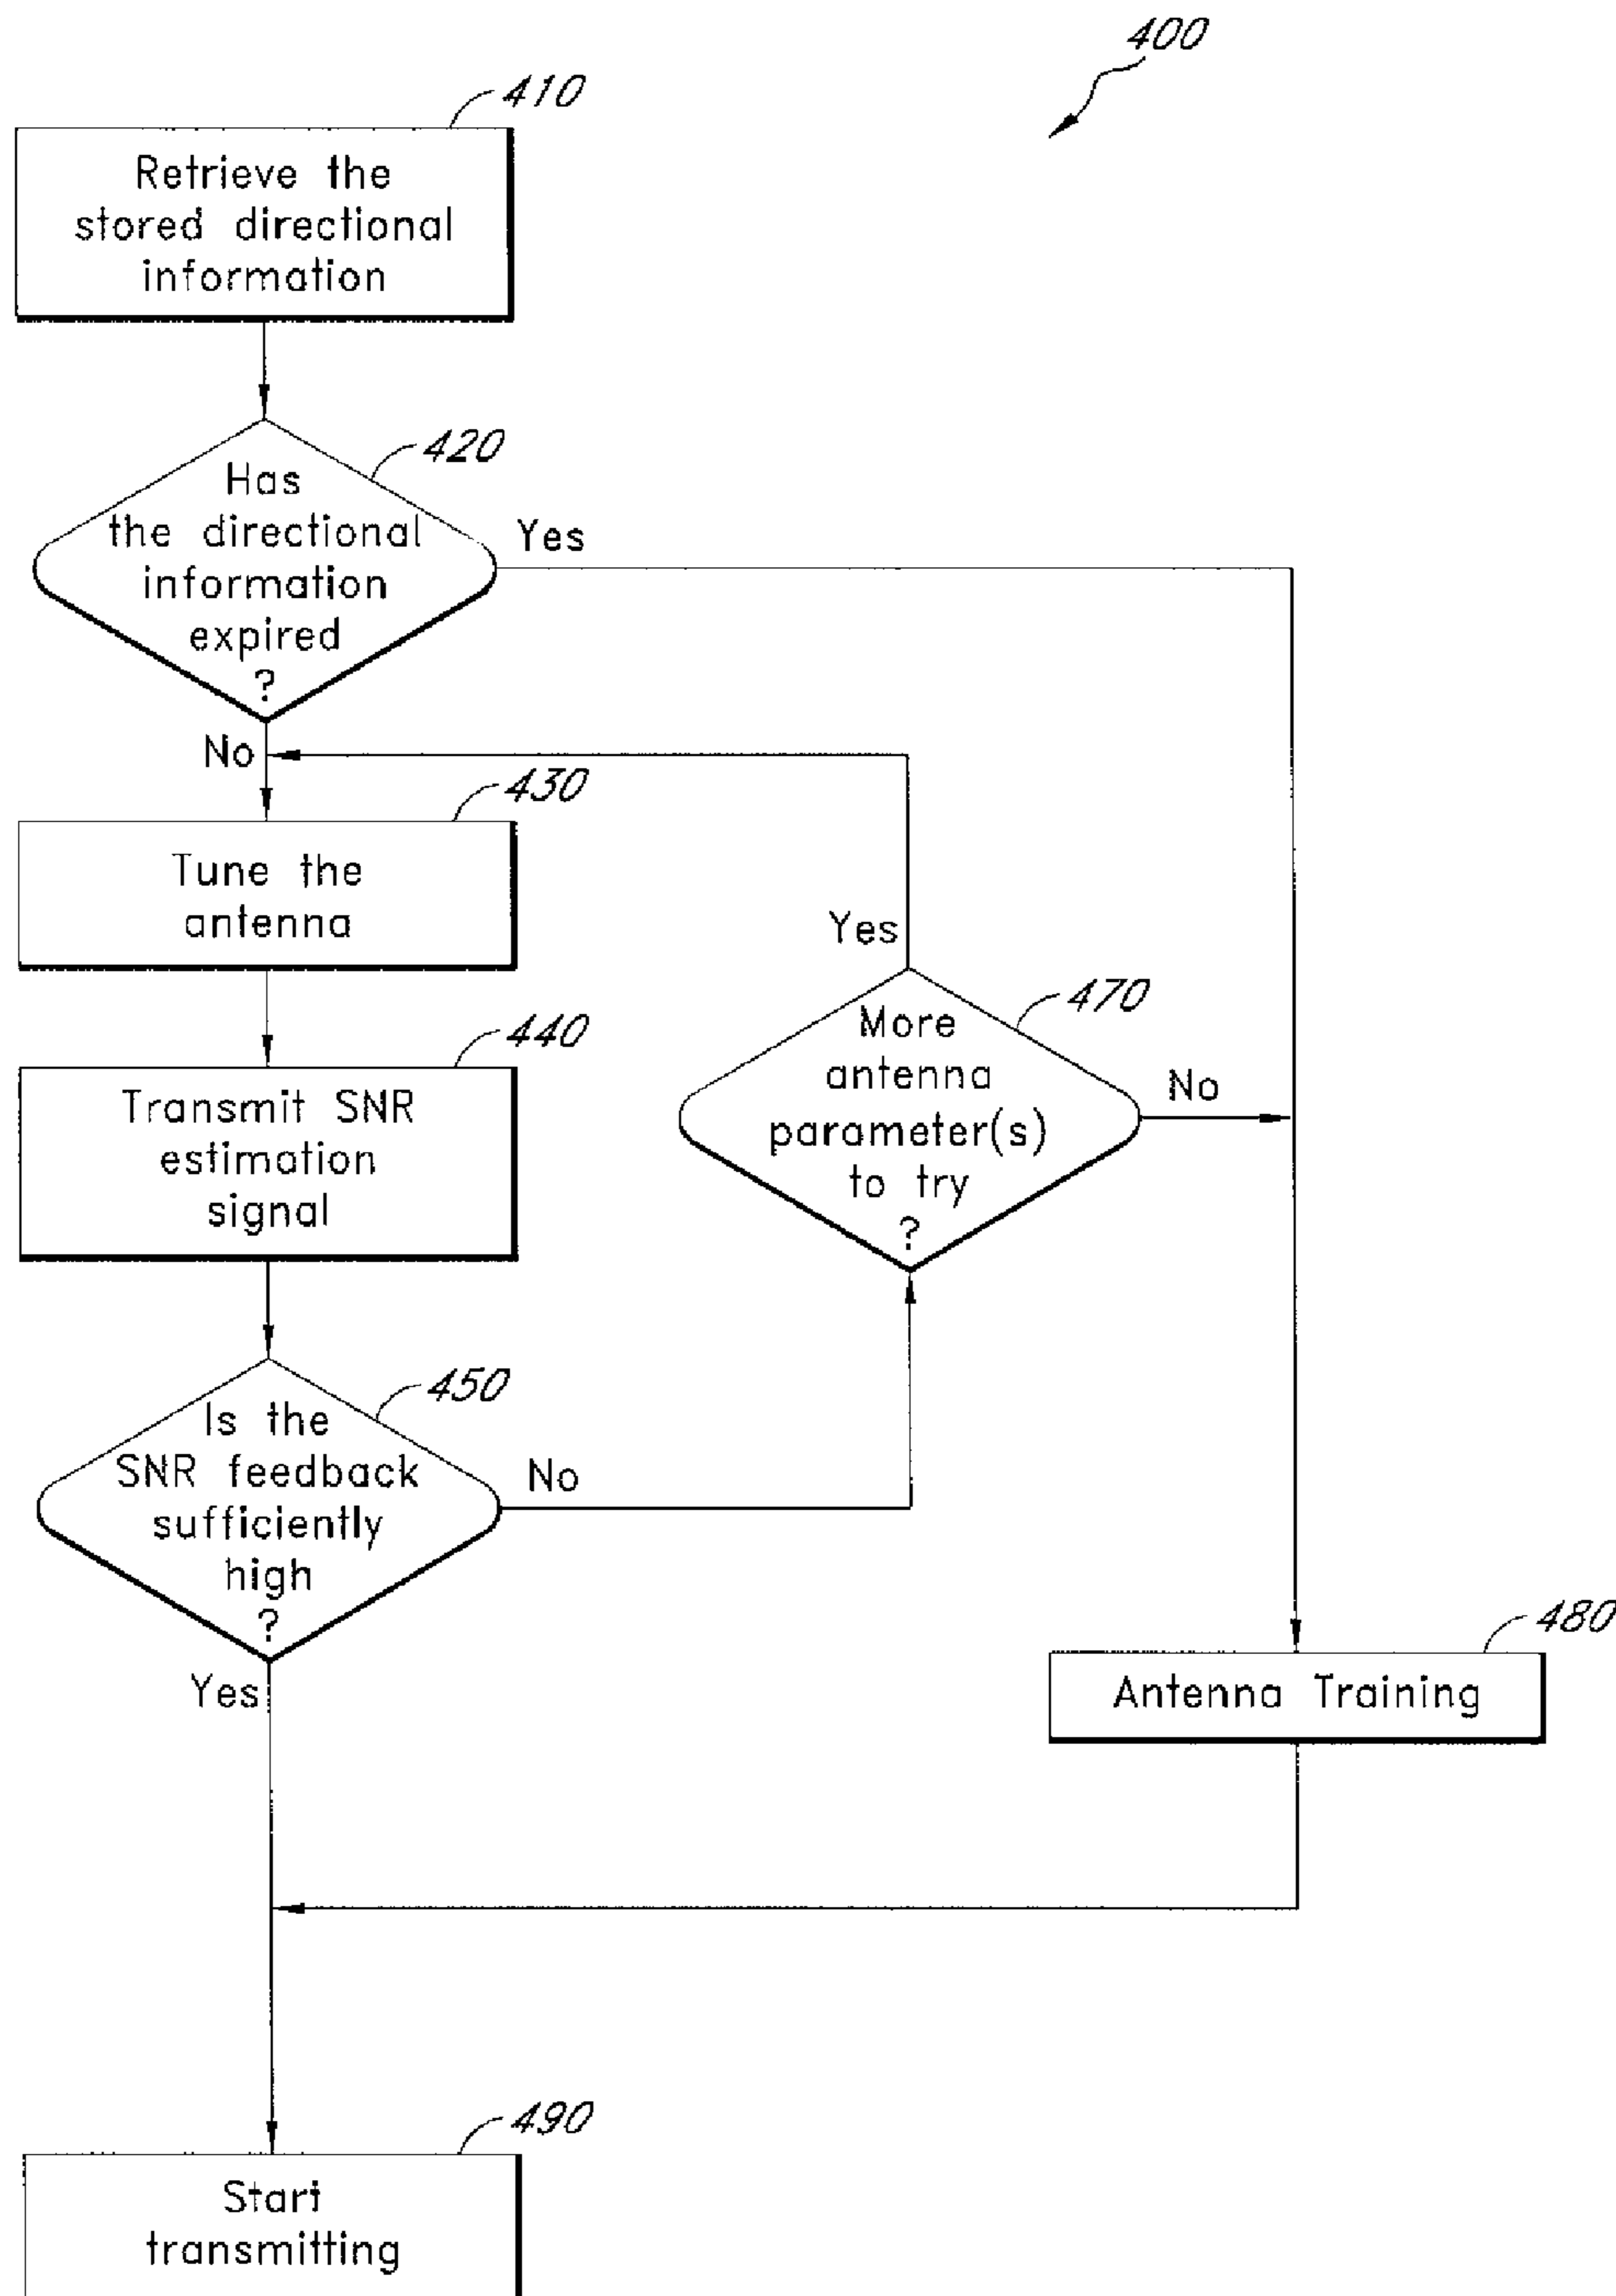 400
410
Retrieve the
stored directional
information
420
Has
the directional
information
expired
?
Yes
No
430
Tune the
antenna
Yes
470
More
antenna
parameter(s)
to try
?
No
440
Transmit SNR
estimation
signal
450
Is the
SNR feedback
sufficiently
high
?
No
Yes
480
Antenna Training
490
Start
transmitting